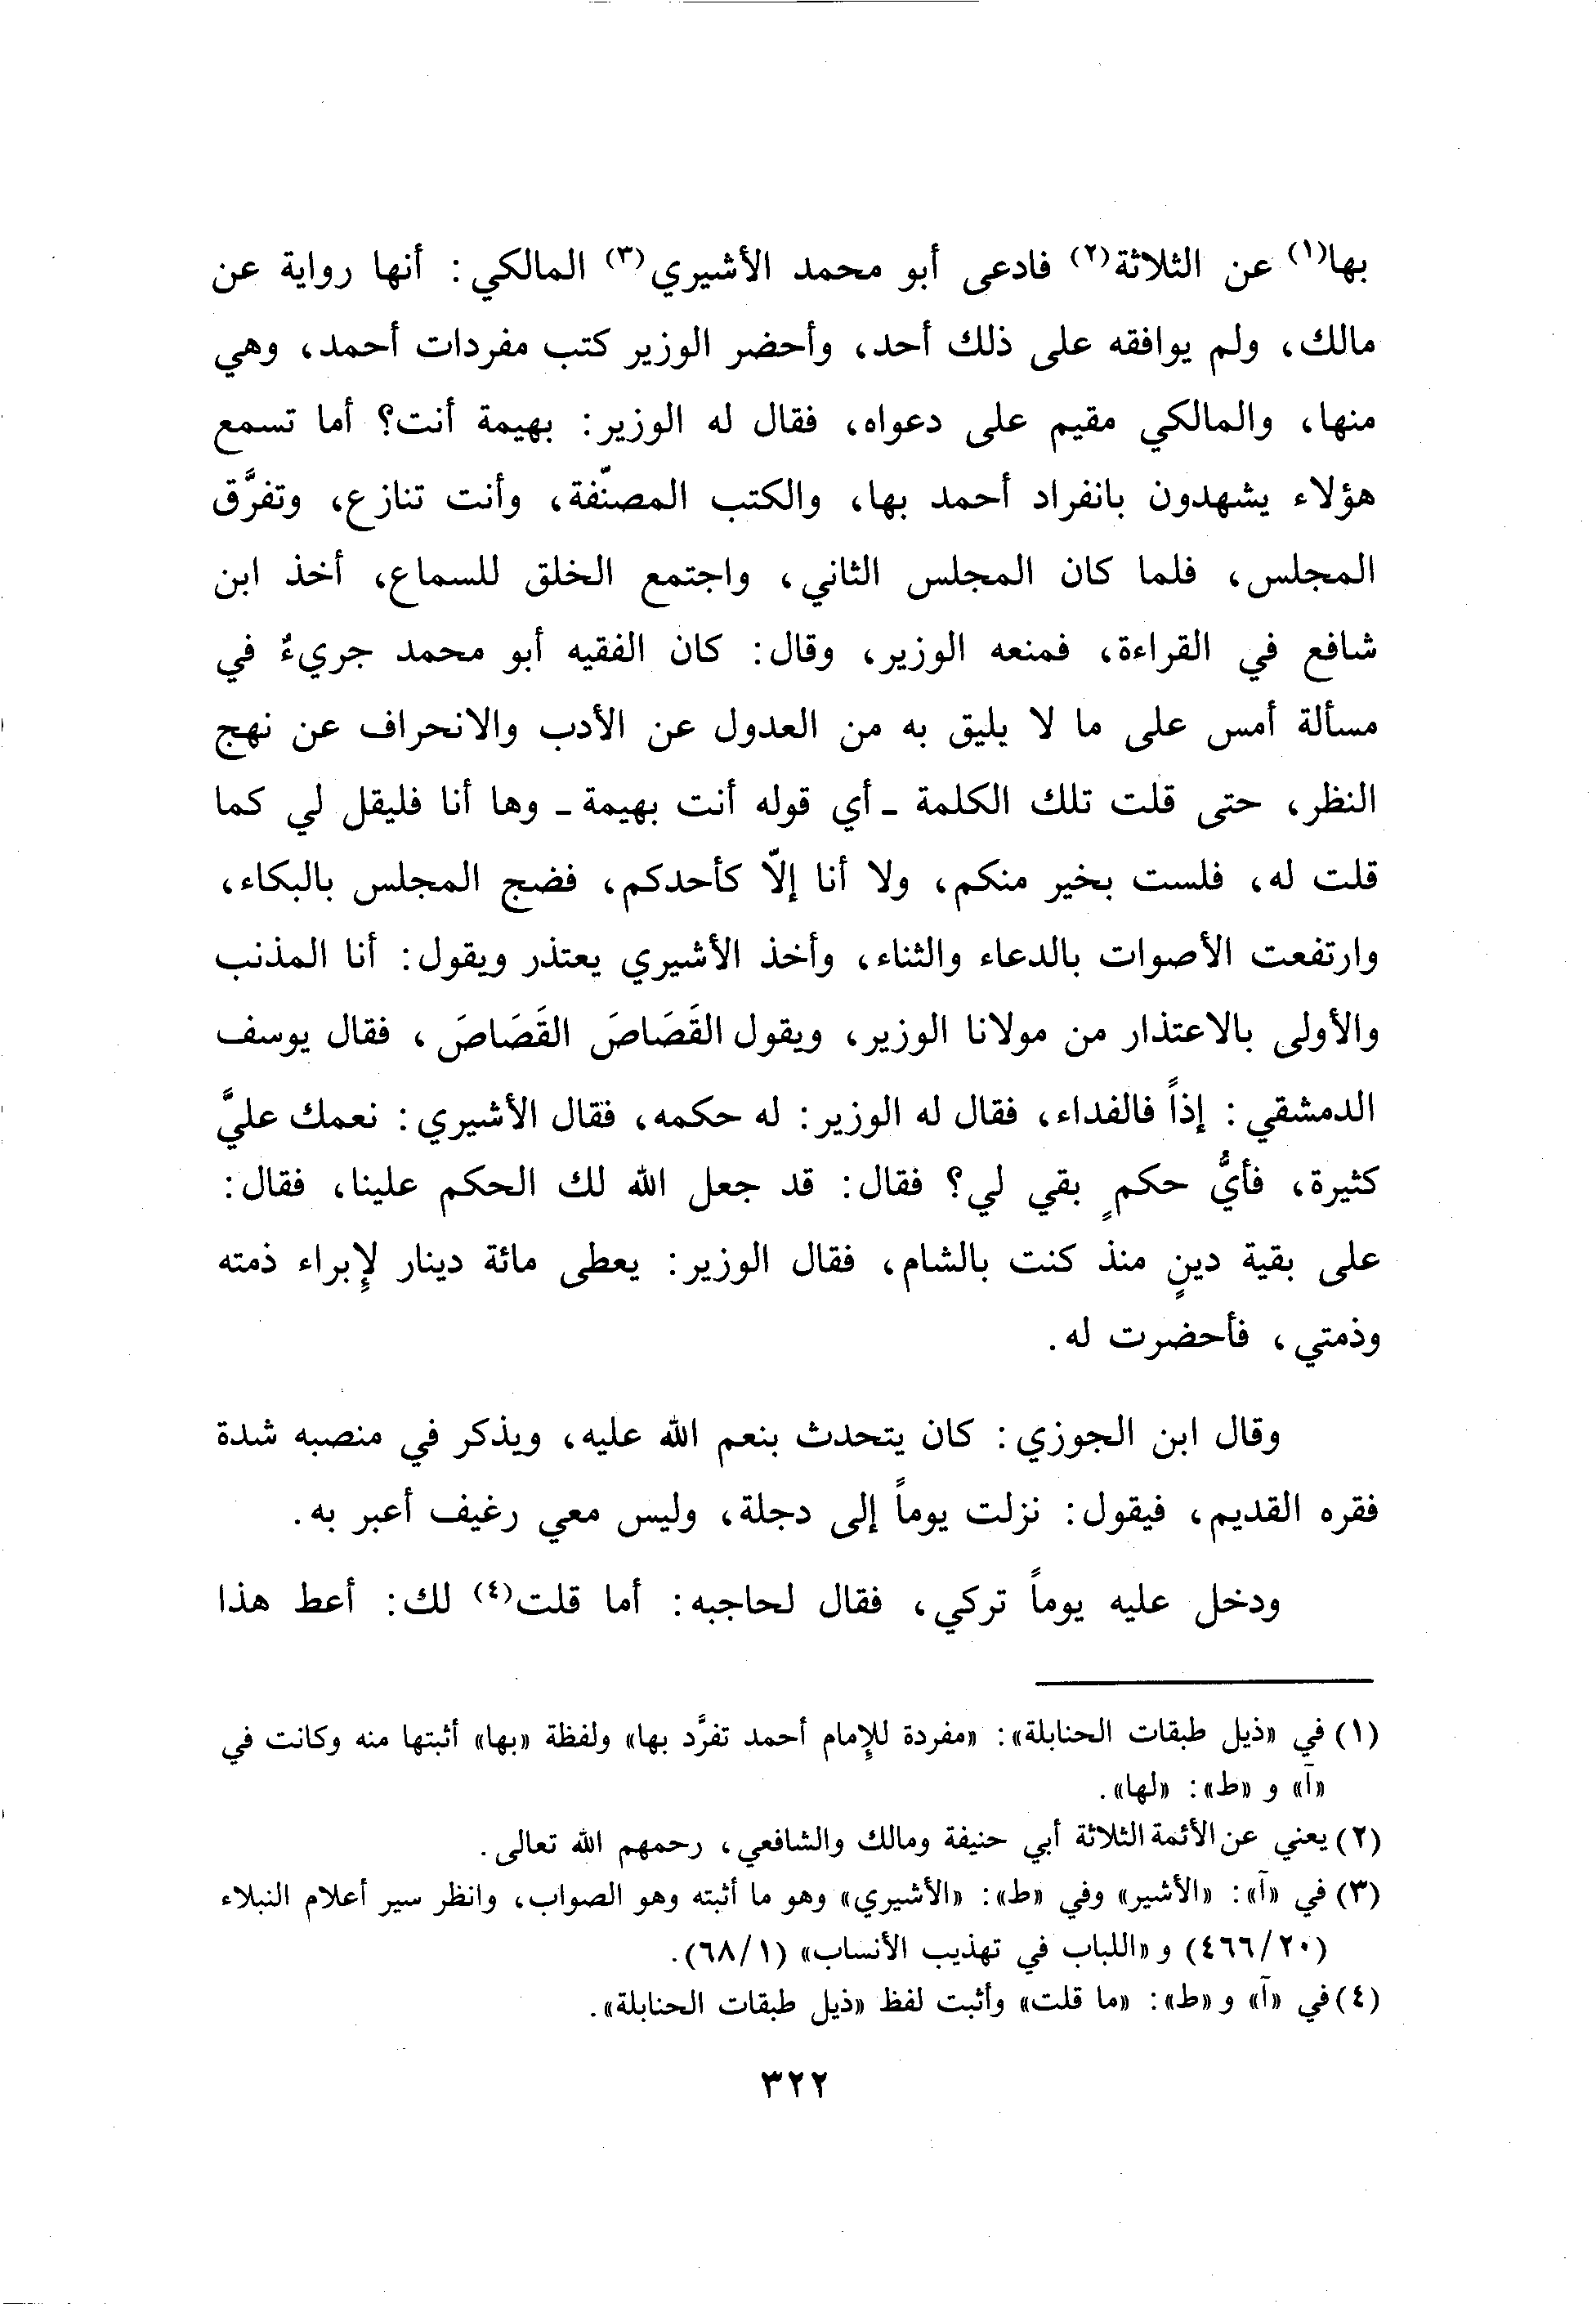 بها(١) عن الثلاثة(٢) فادعى أبو محمد الأشيري(٣) المالكي: أنها رواية عن
مالك، ولم يوافقه على ذلك أحد، وأحضر الوزير كتب مفردات أحمد، وهي
منها، والمالكي مقيم على دعواه، فقال له الوزير: بهيمة أنت؟ أما تسمع
هؤلاء يشهدون بانفراد أحمد بها، والكتب المصنّفة، وأنت تنازع، وتفرَّق
المجلس، فلما كان المجلس الثاني، واجتمع الخلق للسماع، أخذ ابن
شافع في القراءة، فمنعه الوزير، وقال: كان الفقيه أبو محمد جريءٌ في
مسألة أمس على ما لا يليق به من العدول عن الأدب والانحراف عن نهج
النظر، حتى قلت تلك الكلمة ـ أي قوله أنت بهيمة ـ وها أنا فليقل لي كما
قلت له، فلست بخير منكم، ولا أنا إلّا كأحدكم، فضج المجلس بالبكاء،
وارتفعت الأصوات بالدعاء والثناء، وأخذ الأشيري يعتذر ويقول: أنا المذنب
والأولى بالاعتذار من مولانا الوزير، ويقول القَصَاصَ القَصَاصَ، فقال يوسف
الدمشقي: إذاً فالفداء، فقال له الوزير: له حكمه، فقال الأشيري: نعمك عليَّ
كثيرة، فأيُّ حكمٍ بقي لي؟ فقال: قد جعل الله لك الحكم علينا، فقال:
على بقية دينٍ منذ كنت بالشام، فقال الوزير: يعطى مائة دينار لإبراء ذمته
وذمتي، فأحضرت له.
وقال ابن الجوزي: كان يتحدث بنعم الله عليه، ويذكر في منصبه شدة
فقره القديم، فيقول: نزلت يوماً إلى دجلة، وليس معي رغيف أعبر به.
ودخل عليه يوماً تركي، فقال لحاجبه: أما قلت(٤) لك: أعط هذا
(١) في «ذيل طبقات الحنابلة»: «مفردة للإمام أحمد تفرَّد بها» ولفظة «بها» أثبتها منه وكانت في
«آ» و «ط»: «لها».
(٢) يعني عن الأئمة الثلاثة أبي حنيفة ومالك والشافعي، رحمهم الله تعالى.
(٣) في «آ»: «الأشير» وفي «ط»: «الأشيري» وهو ما أثبته وهو الصواب، وانظر سير أعلام النبلاء
(٤٦٦/٢٠) و «اللباب في تهذيب الأنساب» (٦٨/١).
(٤) في «آ» و «ط»: «ما قلت» وأثبت لفظ «ذيل طبقات الحنابلة».
٣٢٢